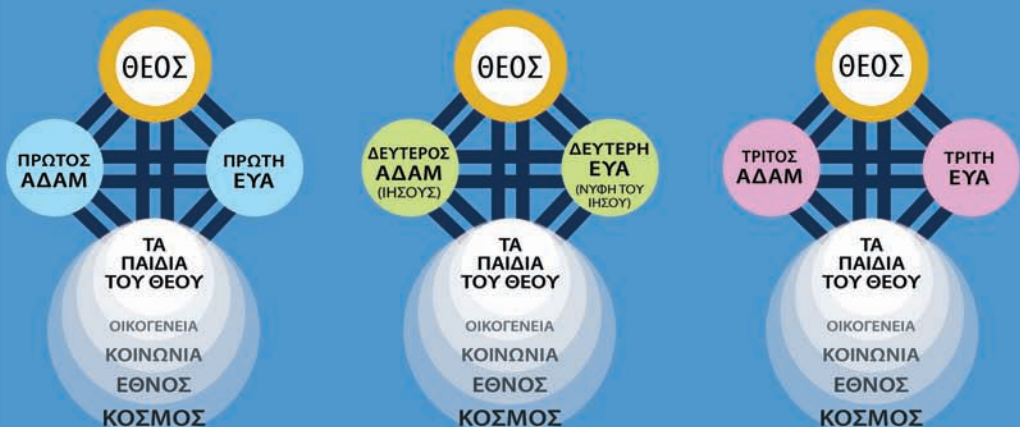 ΘΕΟΣ
ΠΡΩΤΟΣ
ΑΔΑΜ
ΠΡΩΤΗ
ΕΥΑ
ΤΑ
ΠΑΙΔΙΑ
ΤΟΥ ΘΕΟΥ
ΟΙΚΟΓΕΝΕΙΑ
ΚΟΙΝΩΝΙΑ
ΕΘΝΟΣ
ΚΟΣΜΟΣ
ΘΕΟΣ
ΔΕΥΤΕΡΟΣ
ΑΔΑΜ
(ΙΗΣΟΥΣ)
ΔΕΥΤΕΡΗ
ΕΥΑ
(ΝΥΦΗ ΤΟΥ
ΙΗΣΟΥ)
ΤΑ
ΠΑΙΔΙΑ
ΤΟΥ ΘΕΟΥ
ΟΙΚΟΓΕΝΕΙΑ
ΚΟΙΝΩΝΙΑ
ΕΘΝΟΣ
ΚΟΣΜΟΣ
ΘΕΟΣ
ΤΡΙΤΟΣ
ΑΔΑΜ
ΤΡΙΤΗ
ΕΥΑ
ΤΑ
ΠΑΙΔΙΑ
ΤΟΥ ΘΕΟΥ
ΟΙΚΟΓΕΝΕΙΑ
ΚΟΙΝΩΝΙΑ
ΕΘΝΟΣ
ΚΟΣΜΟΣ